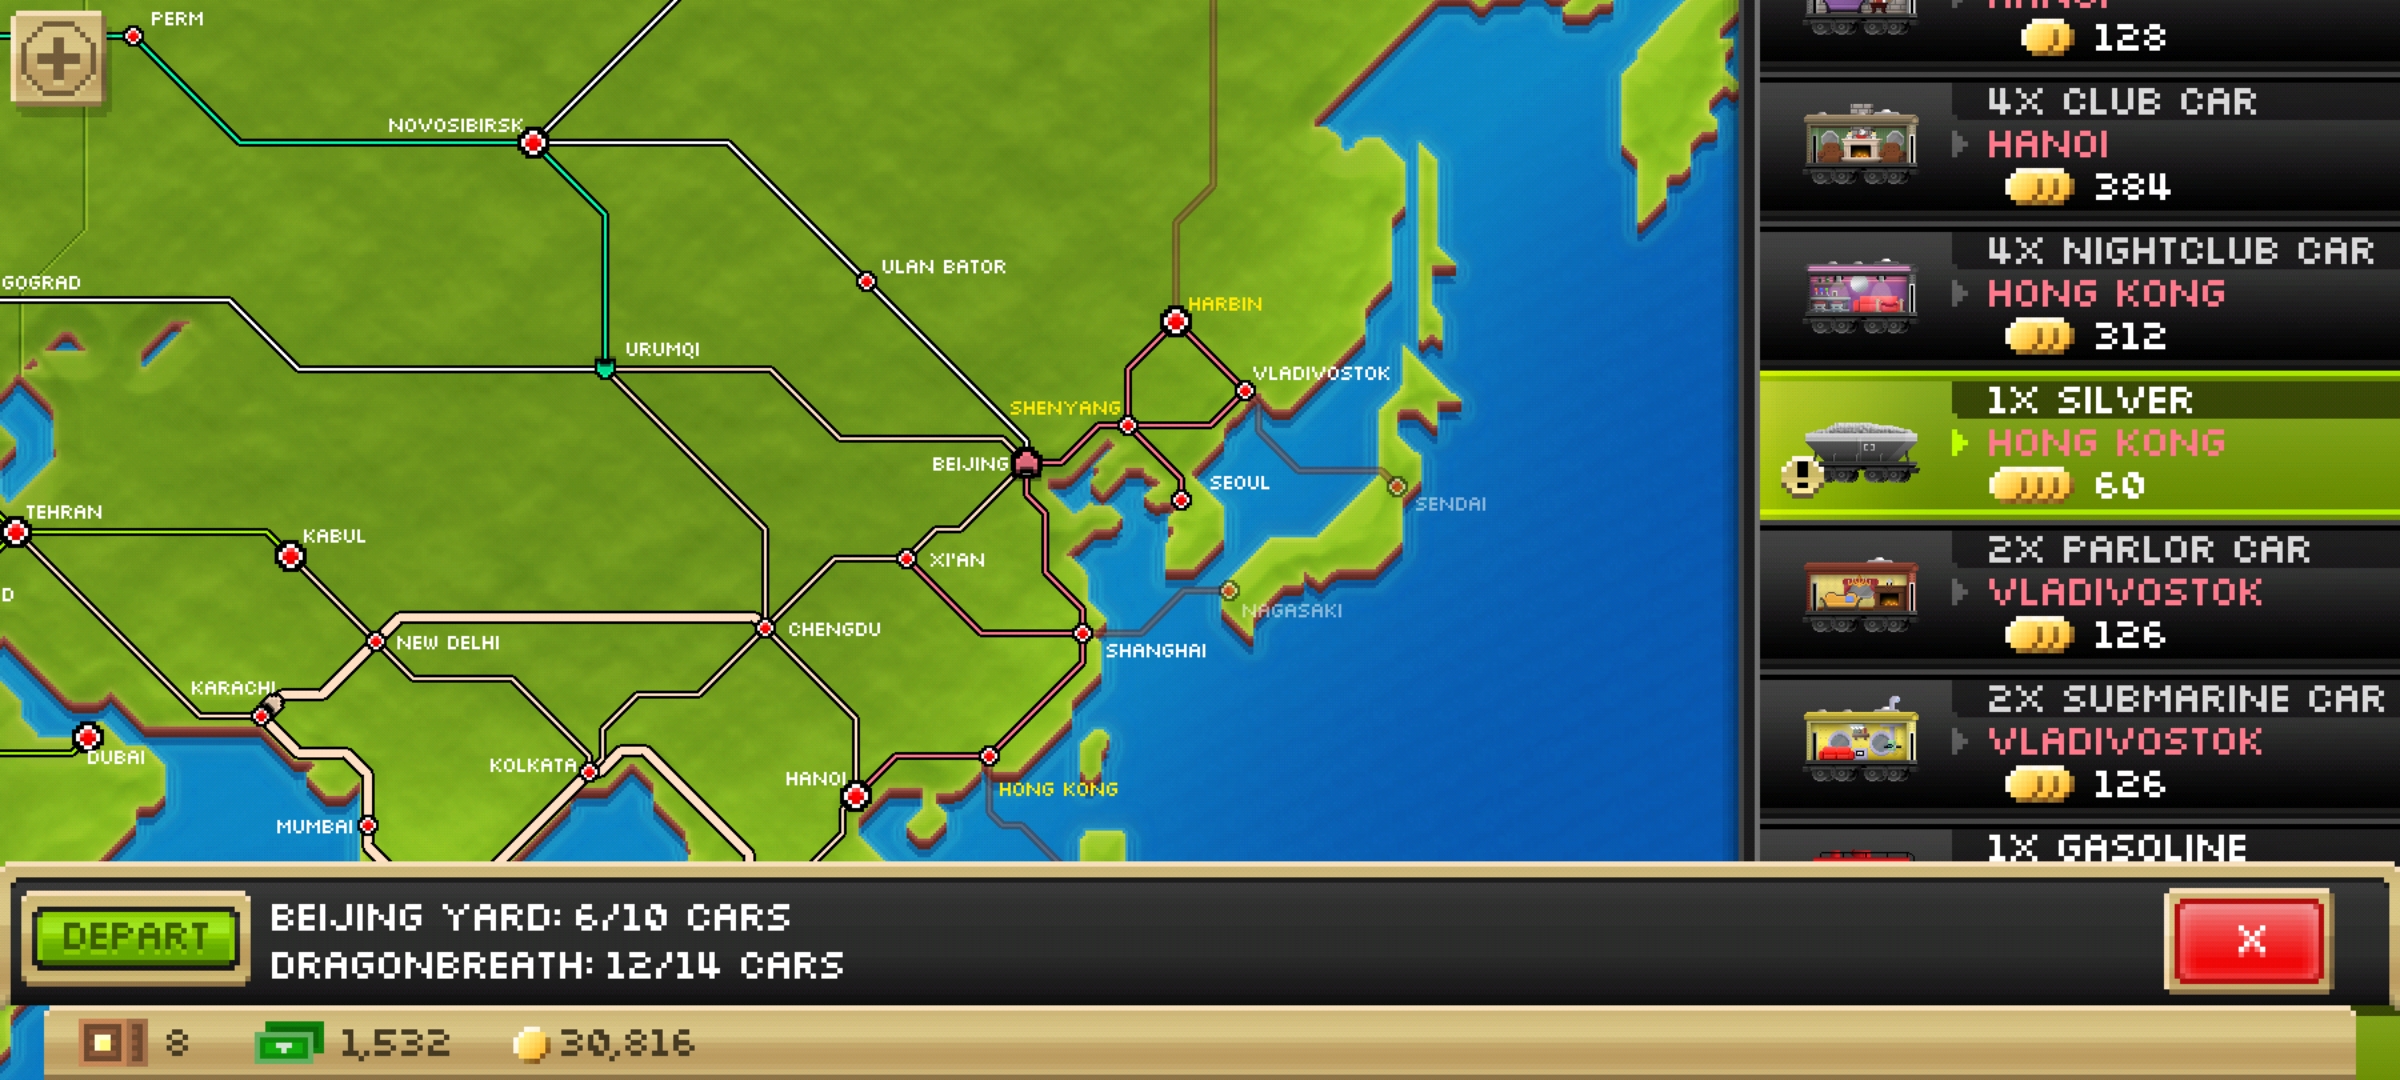 PERM
NOVOSIBIRSK
ULAN BATOR
GOGRAD
URUMQI
HARBIN
VLADIVOSTOK
SHENYANG
BEIJING
SEOUL
SENDAI
TEHRAN
KABUL
XI'AN
D
NAGASAKI
NEW DELHI
CHENGDU
SHANGHAI
KARACHI
DUBAI
KOLKATA
HANOI
HONG KONG
MUMBAI
HANOI
128
4X CLUB CAR
HANOI
384
4X NIGHTCLUB CAR
HONG KONG
312
1X SILVER
HONG KONG
60
2X PARLOR CAR
VLADIVOSTOK
126
2X SUBMARINE CAR
VLADIVOSTOK
126
1X GASOLINE
DEPART
BEIJING YARD: 6/10 CARS
DRAGONBREATH: 12/14 CARS
X
8
1,532
30,816